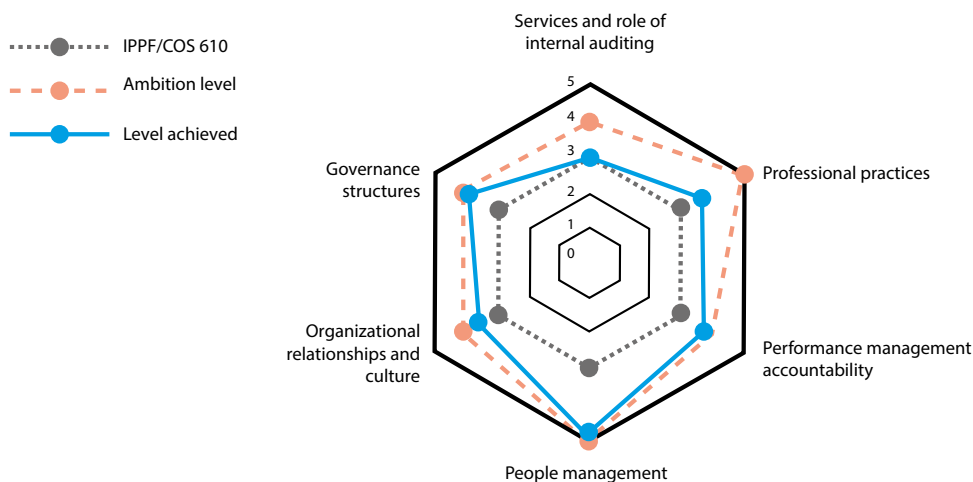 IPPF/COS 610
Ambition level
Level achieved
Services and role of
internal auditing
5
4
3
2
1
0
Governance
structures
Professional practices
Organizational
relationships and
culture
Performance management
accountability
People management